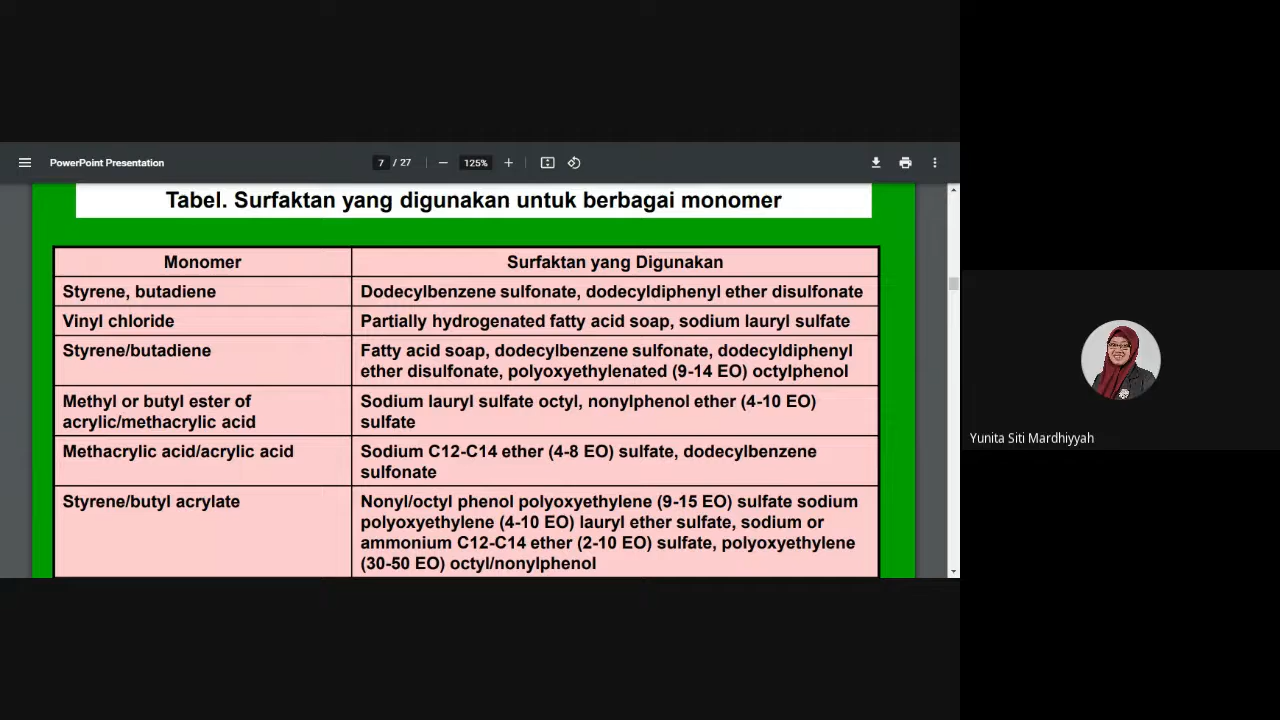 PowerPoint Presentation
7 / 27
125%
Tabel. Surfaktan yang digunakan untuk berbagai monomer
Monomer
Surfaktan yang Digunakan
Styrene, butadiene
Dodecylbenzene sulfonate, dodecyldiphenyl ether disulfonate
Vinyl chloride
Partially hydrogenated fatty acid soap, sodium lauryl sulfate
Styrene/butadiene
Fatty acid soap, dodecylbenzene sulfonate, dodecyldiphenyl
ether disulfonate, polyoxyethylenated (9-14 EO) octylphenol
Methyl or butyl ester of
acrylic/methacrylic acid
Sodium lauryl sulfate octyl, nonylphenol ether (4-10 EO)
sulfate
Methacrylic acid/acrylic acid
Sodium C12-C14 ether (4-8 EO) sulfate, dodecylbenzene
sulfonate
Styrene/butyl acrylate
Nonyl/octyl phenol polyoxyethylene (9-15 EO) sulfate sodium
polyoxyethylene (4-10 EO) lauryl ether sulfate, sodium or
ammonium C12-C14 ether (2-10 EO) sulfate, polyoxyethylene
(30-50 EO) octyl/nonylphenol
Yunita Siti Mardhiyyah